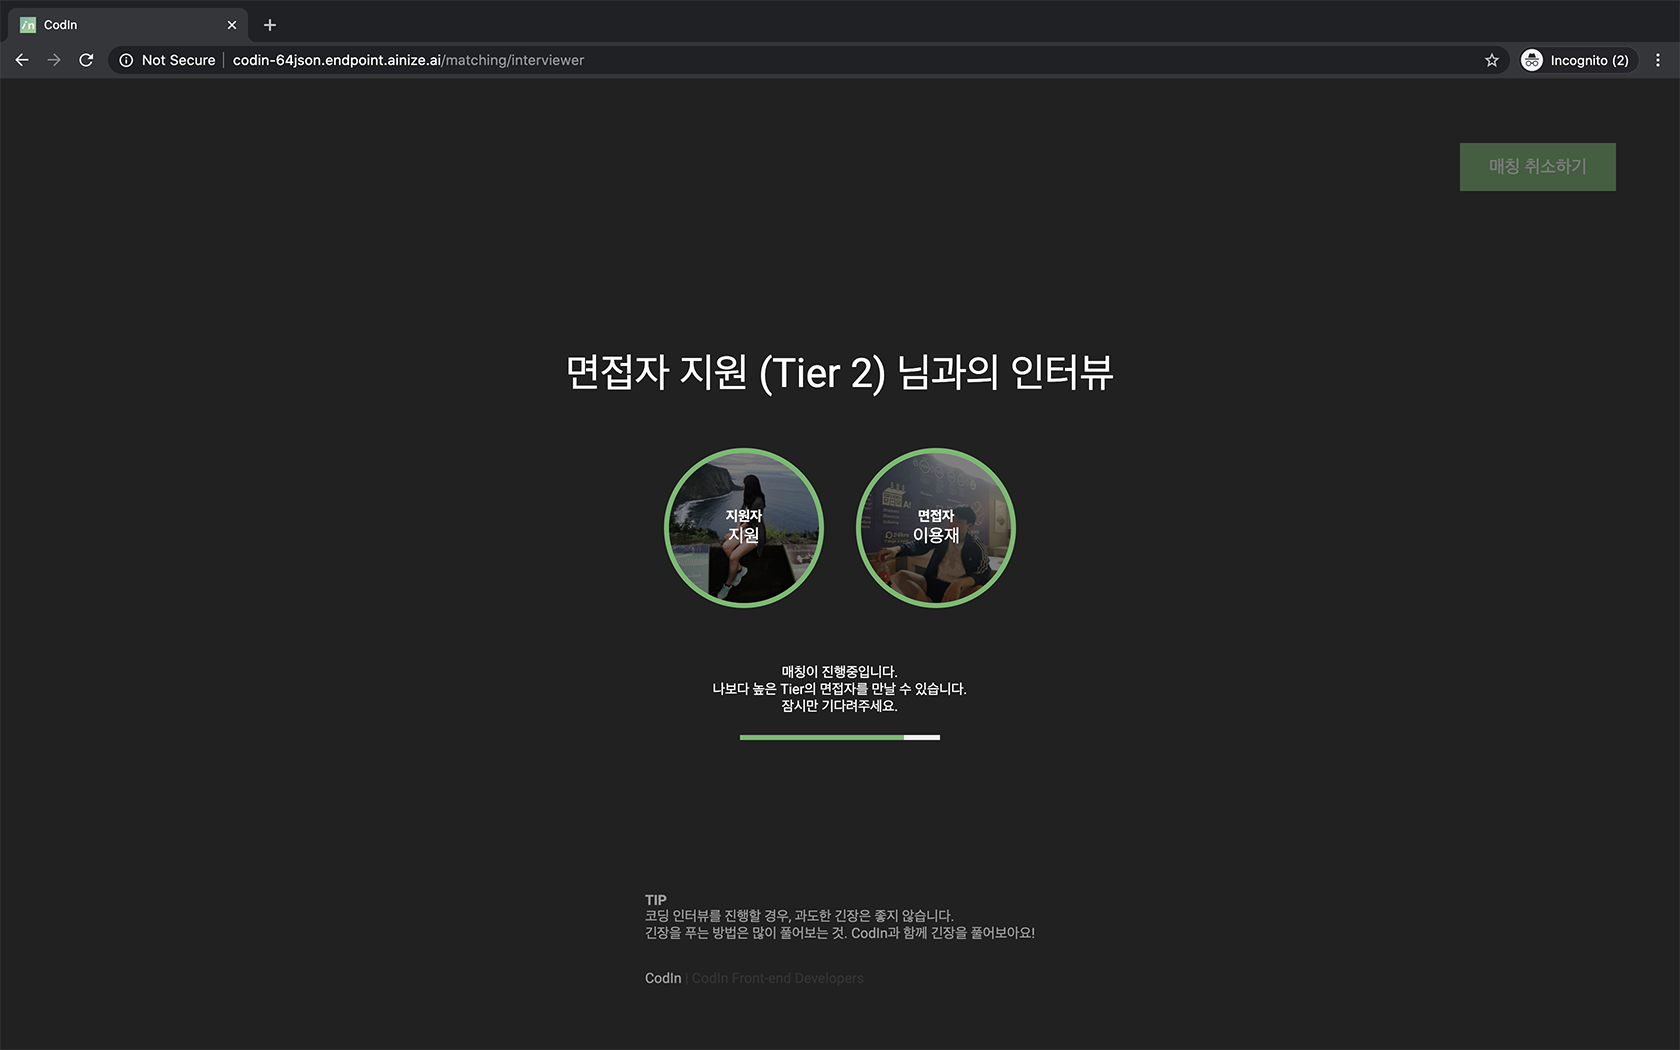 CodIn
Not Secure
codin-64json.endpoint.ainize.ai/matching/interviewer
Incognito (2)
매칭 취소하기
면접자 지원 (Tier 2) 님과의 인터뷰
지원자
지원
면접자
이용재
매칭이 진행중입니다.
나보다 높은 Tier의 면접자를 만날 수 있습니다.
잠시만 기다려주세요.
TIP
코딩 인터뷰를 진행할 경우, 과도한 긴장은 좋지 않습니다.
긴장을 푸는 방법은 많이 풀어보는 것. CodIn과 함께 긴장을 풀어보아요!
CodIn | CodIn Front-end Developers